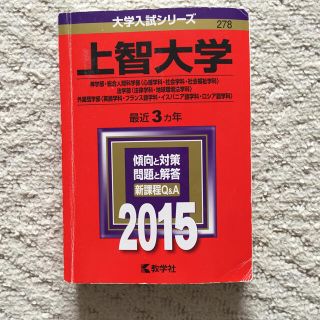 大学入試シリーズ
278
上智大学
神学部・総合人間科学部〈心理学科・社会学科・社会福祉学科〉
法学部〈法律学科・地球環境法学科〉
外国語学部〈英語学科・フランス語学科・イスパニア語学科・ロシア語学科〉
最近3カ年
傾向と対策
問題と解答
新課程Q&A
2015
教学社